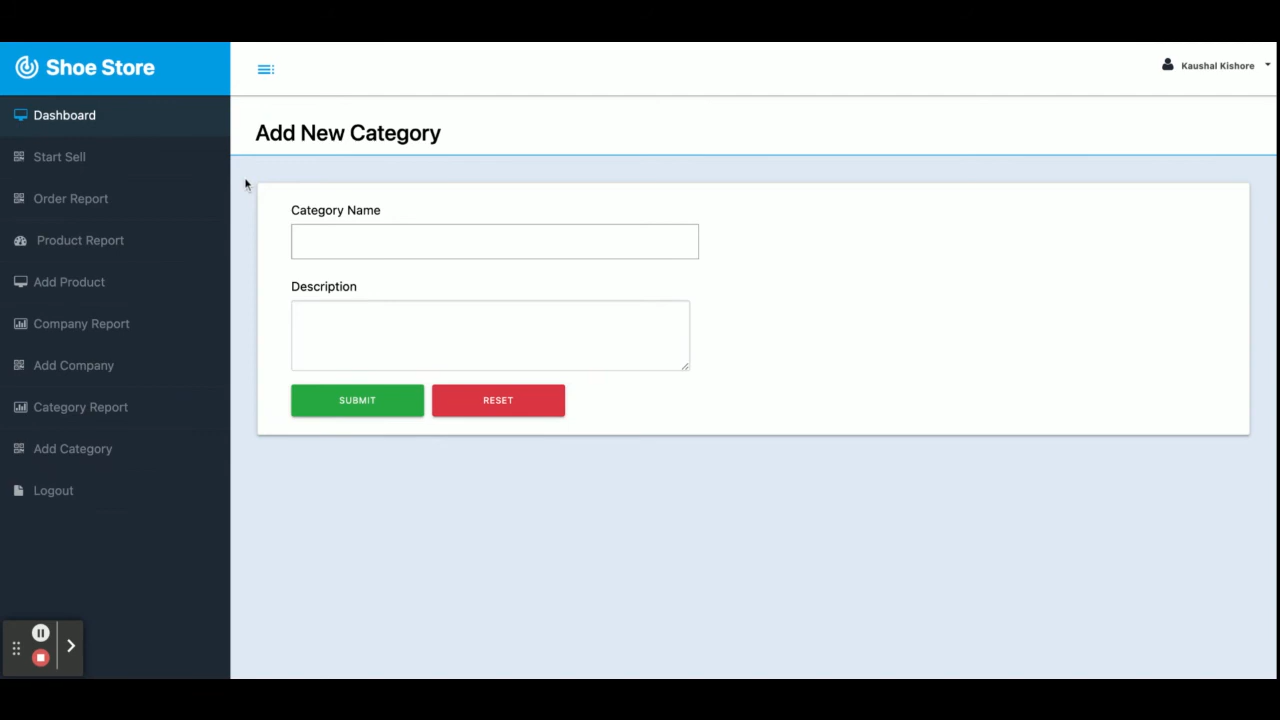 Shoe Store
Kaushal Kishore
Dashboard
Start Sell
Order Report
Product Report
Add Product
Company Report
Add Company
Category Report
Add Category
Logout
Add New Category
Category Name
Description
SUBMIT RESET